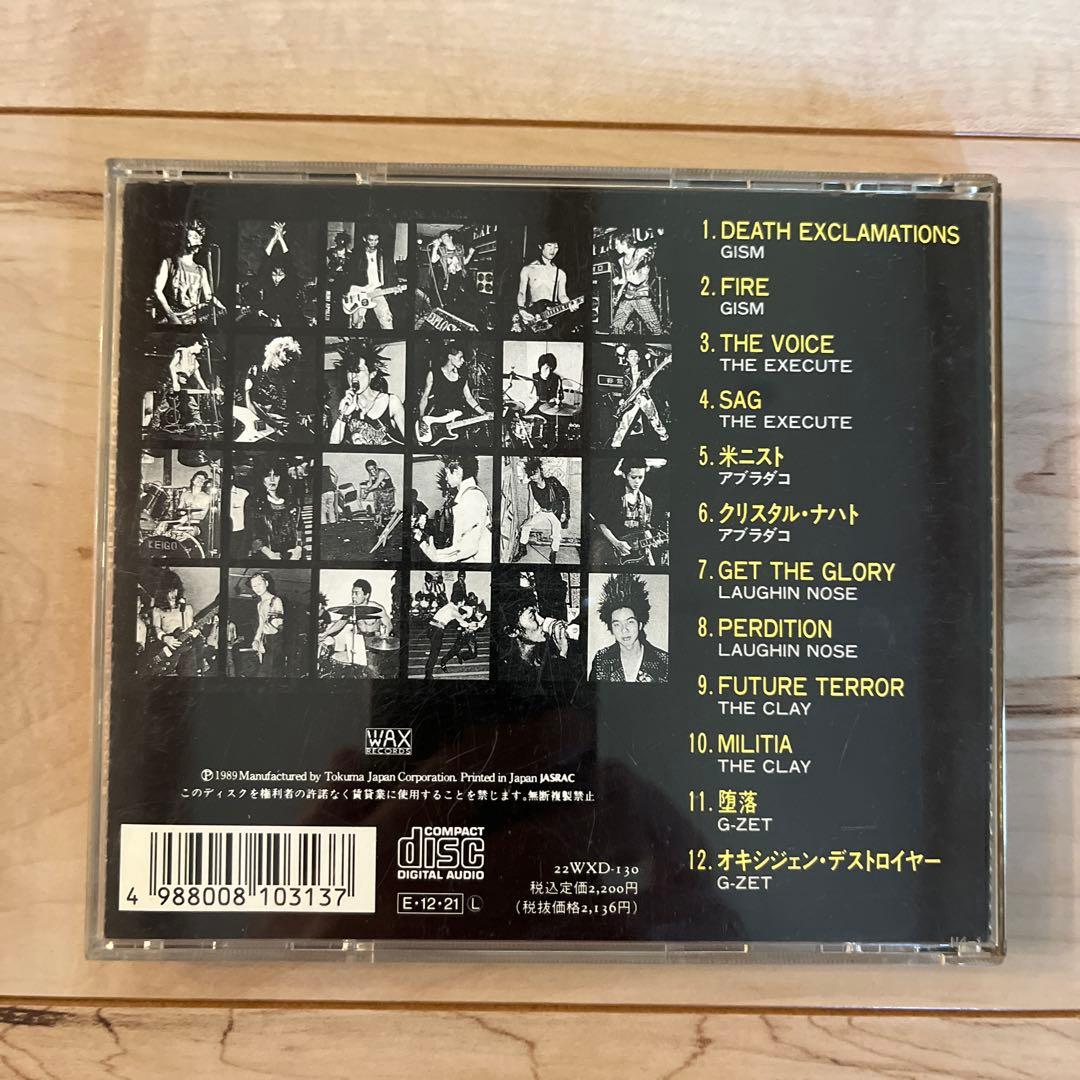 1. DEATH EXCLAMATIONS
GISM
2. FIRE
GISM
3. THE VOICE
THE EXECUTE
4. SAG
THE EXECUTE
5. 米ニスト
アブラダコ
6. クリスタル・ナハト
アブラダコ
7. GET THE GLORY
LAUGHIN NOSE
8. PERDITION
LAUGHIN NOSE
9. FUTURE TERROR
THE CLAY
10. MILITIA
THE CLAY
11. 堕落
G-ZET
12. オキシジェン・デストロイヤー
G-ZET
KEIGO
WAX
RECORDS
Ⓟ1989 Manufactured by Tokuma Japan Corporation. Printed in Japan JASRAC
このディスクを権利者の許諾なく賃貸業に使用することを禁じます。無断複製禁止
4 988008 103137
COMPACT
disc
DIGITAL AUDIO
E・12・21 Ⓛ
22WXD-130
税込定価2,200円
(税抜価格2,136円)